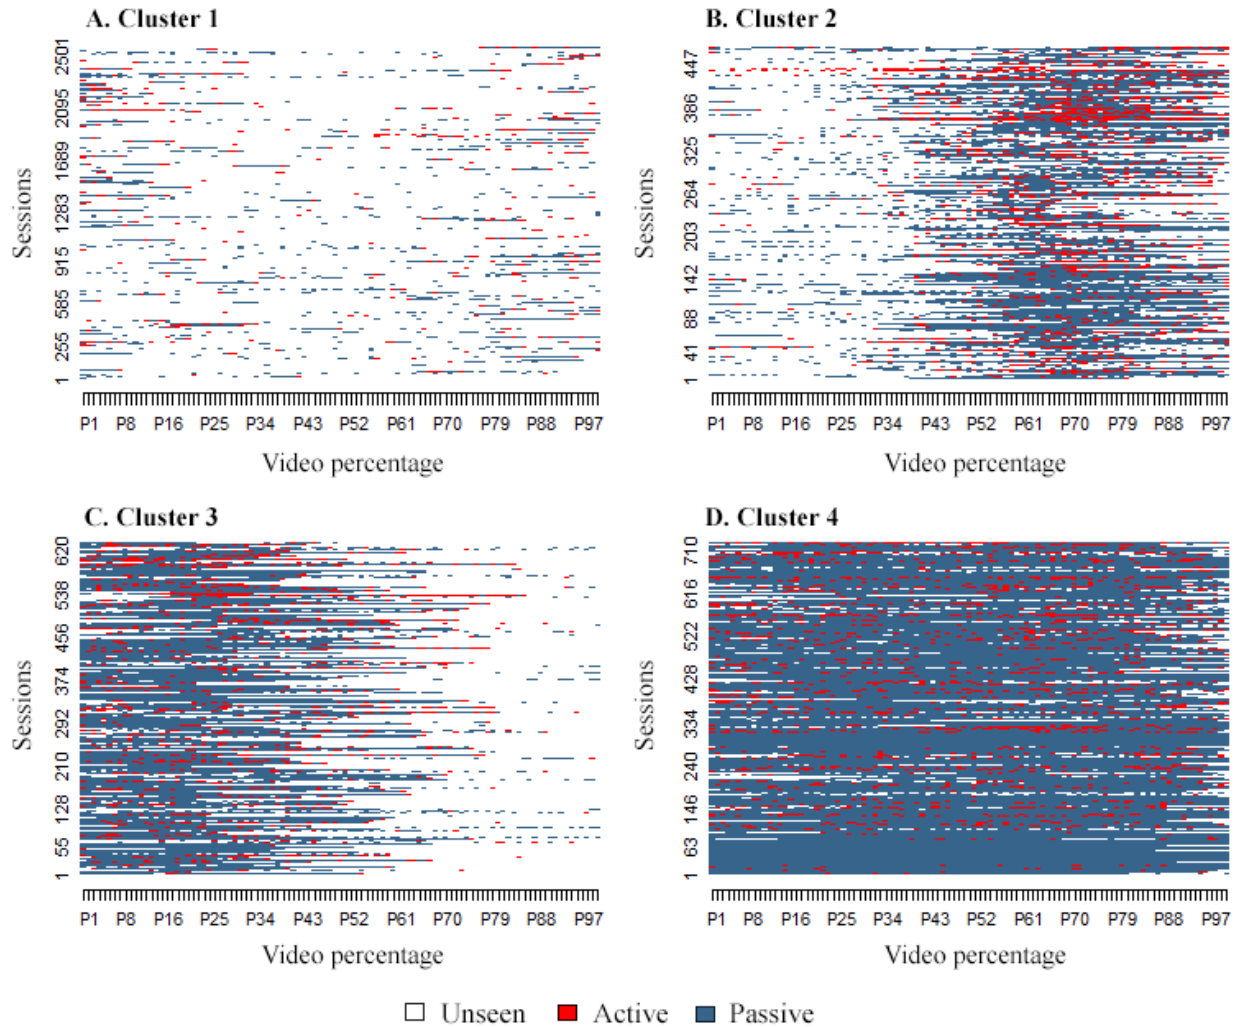 A. Cluster 1
Sessions
2501
2095
1689
1283
915
585
255
1
P1 P8 P16 P25 P34 P43 P52 P61 P70 P79 P88 P97
Video percentage
B. Cluster 2
Sessions
447
386
325
264
203
142
88
41
1
P1 P8 P16 P25 P34 P43 P52 P61 P70 P79 P88 P97
Video percentage
C. Cluster 3
Sessions
620
538
456
374
292
210
128
55
1
P1 P8 P16 P25 P34 P43 P52 P61 P70 P79 P88 P97
Video percentage
D. Cluster 4
Sessions
710
616
522
428
334
240
146
63
1
P1 P8 P16 P25 P34 P43 P52 P61 P70 P79 P88 P97
Video percentage
Unseen Active Passive